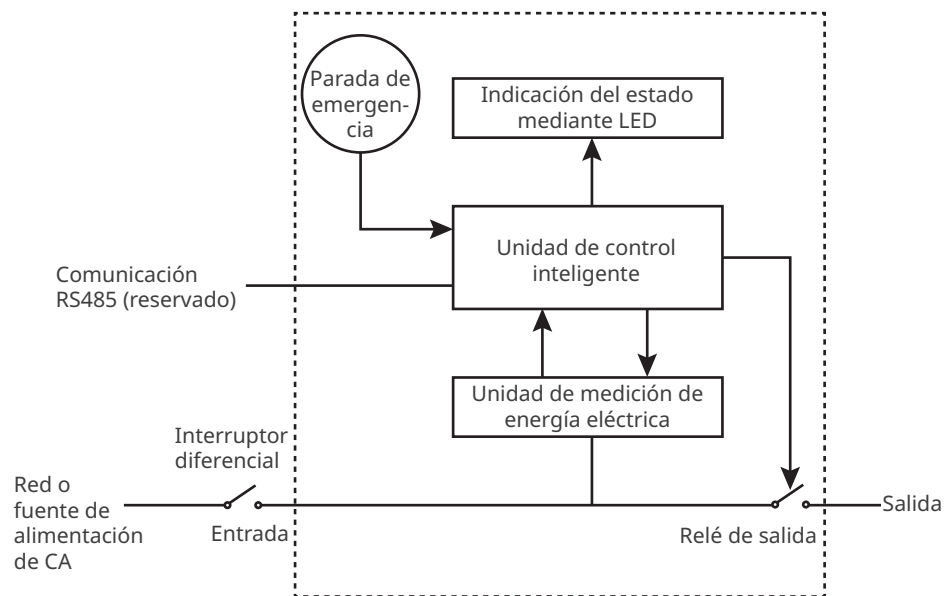 Parada de
emergen-
cia
Indicación del estado
mediante LED
Unidad de control
inteligente
Comunicación
RS485 (reservado)
Unidad de medición de
energía eléctrica
Interruptor
diferencial
Red o
fuente de
alimentación
de CA
Entrada
Relé de salida
Salida